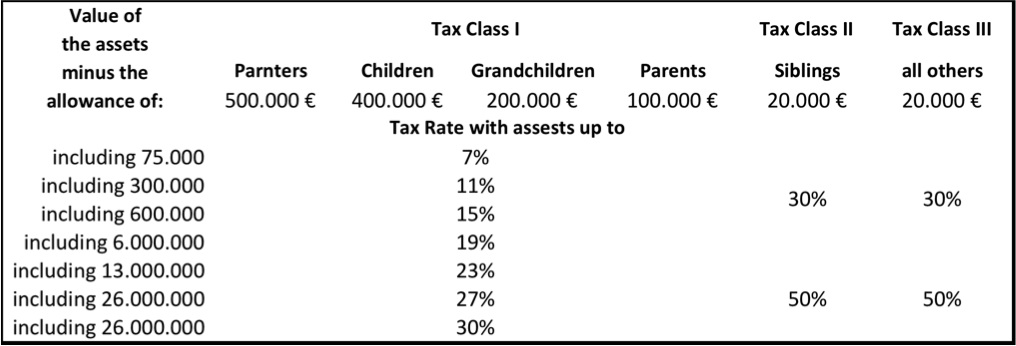 Value of
the assets
minus the
allowance of:
Tax Class I Tax Class II Tax Class III
Parnters Children Grandchildren Parents Siblings all others
500.000 € 400.000 € 200.000 € 100.000 € 20.000 € 20.000 €
Tax Rate with assests up to
including 75.000 7%
including 300.000 11%
30% 30%
including 600.000 15%
including 6.000.000 19%
including 13.000.000 23%
including 26.000.000 27% 50% 50%
including 26.000.000 30%